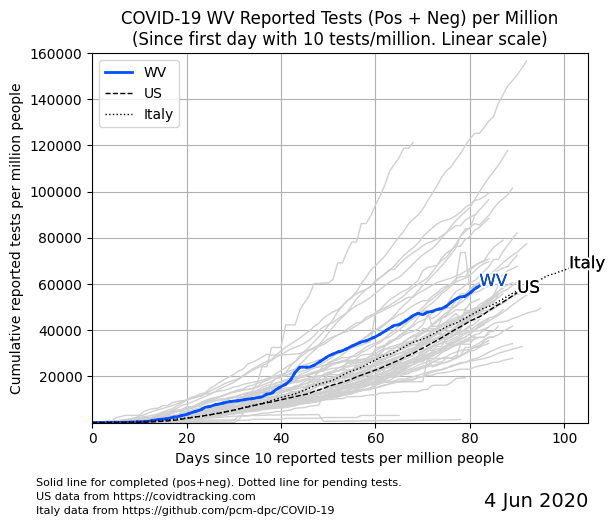 COVID-19 WV Reported Tests (Pos + Neg) per Million
(Since first day with 10 tests/million. Linear scale)
160000
140000
120000
100000
80000
60000
40000
20000
Cumulative reported tests per million people
WV
US
Italy
WV
US
Italy
0
20
40
60
80
100
Days since 10 reported tests per million people
Solid line for completed (pos+neg). Dotted line for pending tests.
US data from https://covidtracking.com
Italy data from https://github.com/pcm-dpc/COVID-19
4 Jun 2020